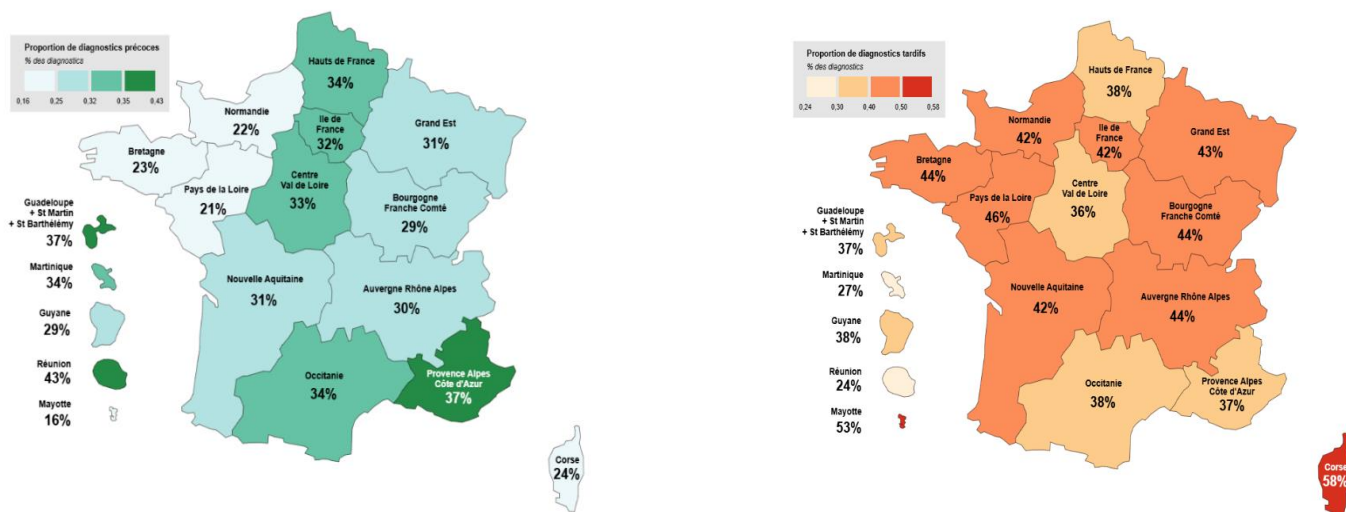 Proportion de diagnostics précoces
% des diagnostics
0,16 0,25 0,32 0,35 0,43
Hauts de France
34%
Normandie
22%
Ile de
France
32%
Grand Est
31%
Bretagne
23%
Pays de la Loire
21%
Centre
Val de Loire
33%
Bourgogne
Franche Comté
29%
Guadeloupe
+ St Martin
+ St Barthélémy
37%
Martinique
34%
Guyane
29%
Réunion
43%
Mayotte
16%
Nouvelle Aquitaine
31%
Auvergne Rhône Alpes
30%
Occitanie
34%
Provence Alpes
Côte d'Azur
37%
Corse
24%
Proportion de diagnostics tardifs
% des diagnostics
0,24 0,30 0,40 0,50 0,58
Hauts de France
38%
Normandie
42%
Ile de
France
42%
Grand Est
43%
Bretagne
44%
Pays de la Loire
46%
Centre
Val de Loire
36%
Bourgogne
Franche Comté
44%
Guadeloupe
+ St Martin
+ St Barthélémy
37%
Martinique
27%
Guyane
38%
Réunion
24%
Mayotte
53%
Nouvelle Aquitaine
42%
Auvergne Rhône Alpes
44%
Occitanie
38%
Provence Alpes
Côte d'Azur
37%
Corse
58%